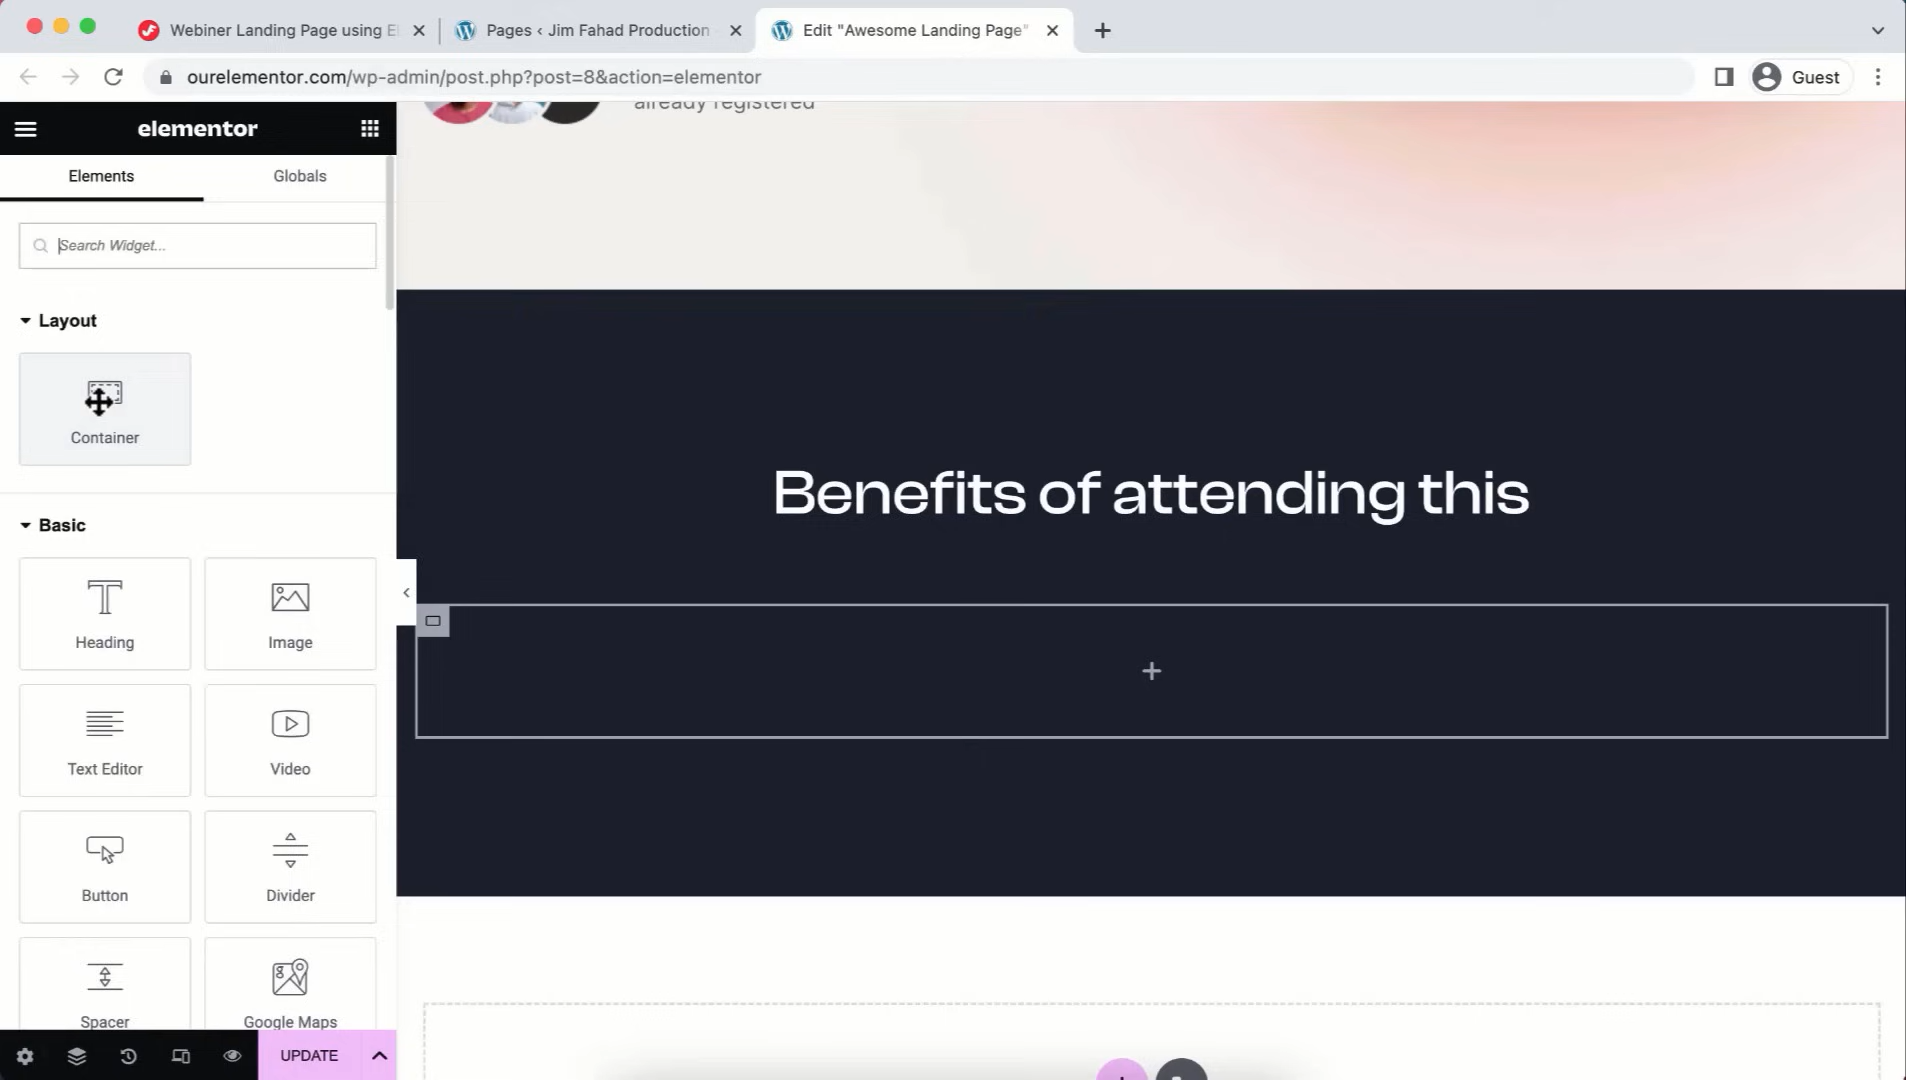 Webiner Landing Page using El
Pages ‹ Jim Fahad Production
Edit "Awesome Landing Page"
ourelementor.com/wp-admin/post.php?post=8&action=elementor
Guest
elementor
Elements
Globals
Search Widget...
Layout
Container
Basic
Heading
Image
Text Editor
Video
Button
Divider
Spacer
Google Maps
UPDATE
already registered
Benefits of attending this